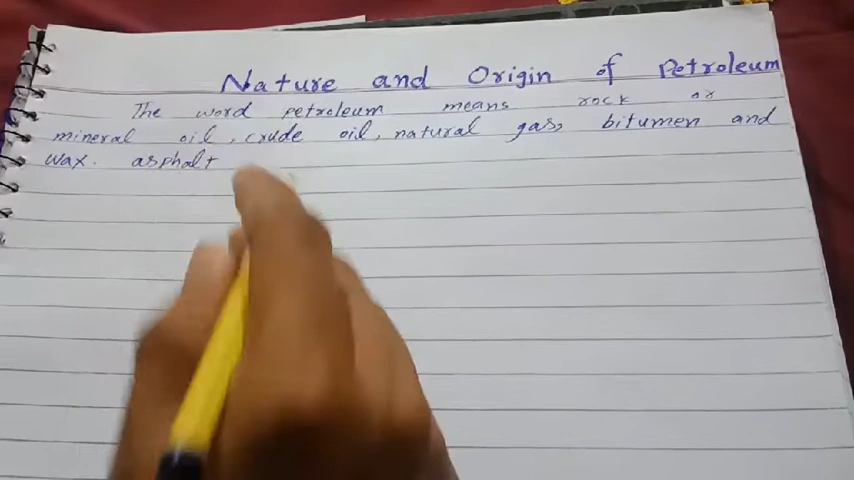 Nature and Origin of Petroleum
The word petroleum means rock or
mineral oil, crude oil, natural gas, bitumen and
wax. asphalt